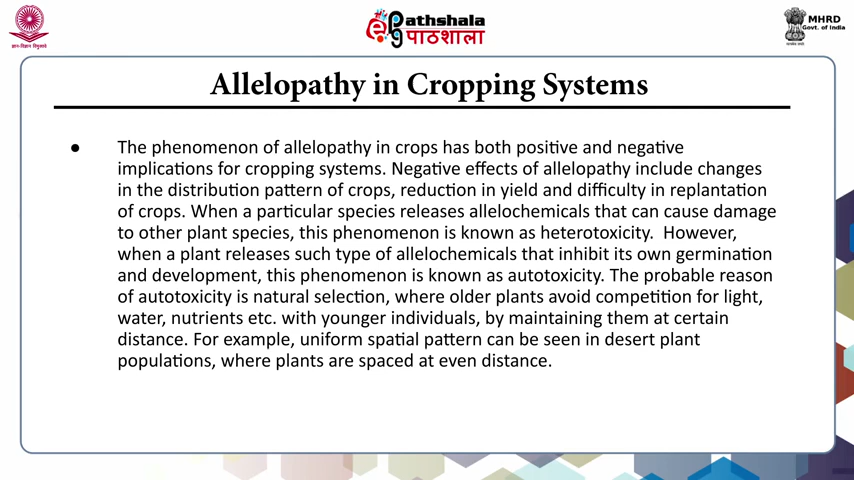 ज्ञान-विज्ञान विमुक्तये
Pathshala
पाठशाला
MHRD
Govt. of India
Allelopathy in Cropping Systems
● The phenomenon of allelopathy in crops has both positive and negative
implications for cropping systems. Negative effects of allelopathy include changes
in the distribution pattern of crops, reduction in yield and difficulty in replantation
of crops. When a particular species releases allelochemicals that can cause damage
to other plant species, this phenomenon is known as heterotoxicity. However,
when a plant releases such type of allelochemicals that inhibit its own germination
and development, this phenomenon is known as autotoxicity. The probable reason
of autotoxicity is natural selection, where older plants avoid competition for light,
water, nutrients etc. with younger individuals, by maintaining them at certain
distance. For example, uniform spatial pattern can be seen in desert plant
populations, where plants are spaced at even distance.